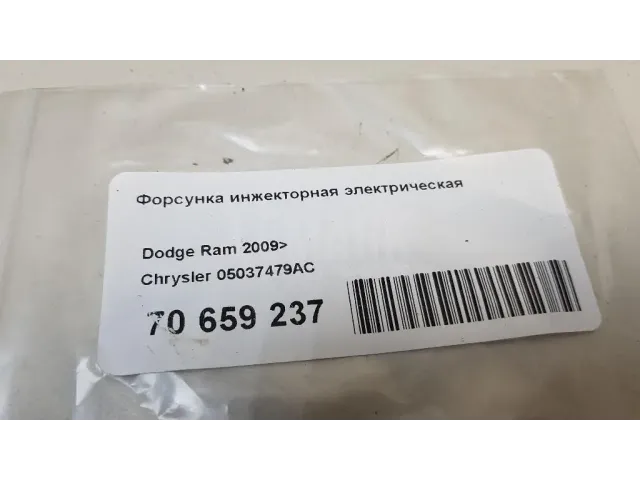 Форсунка инжекторная электрическая
Dodge Ram 2009>
Chrysler 05037479AC
70 659 237